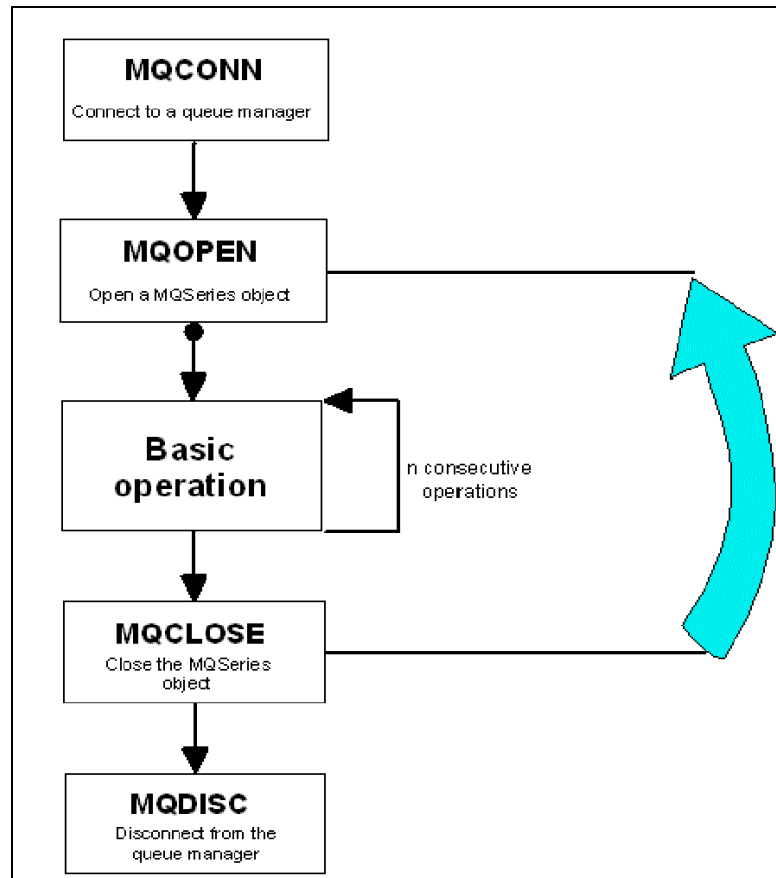 MQCONN
Connect to a queue manager
MQOPEN
Open a MQSeries object
Basic
operation
n consecutive
operations
MQCLOSE
Close the MQSeries
object
MQDISC
Disconnect from the
queue manager